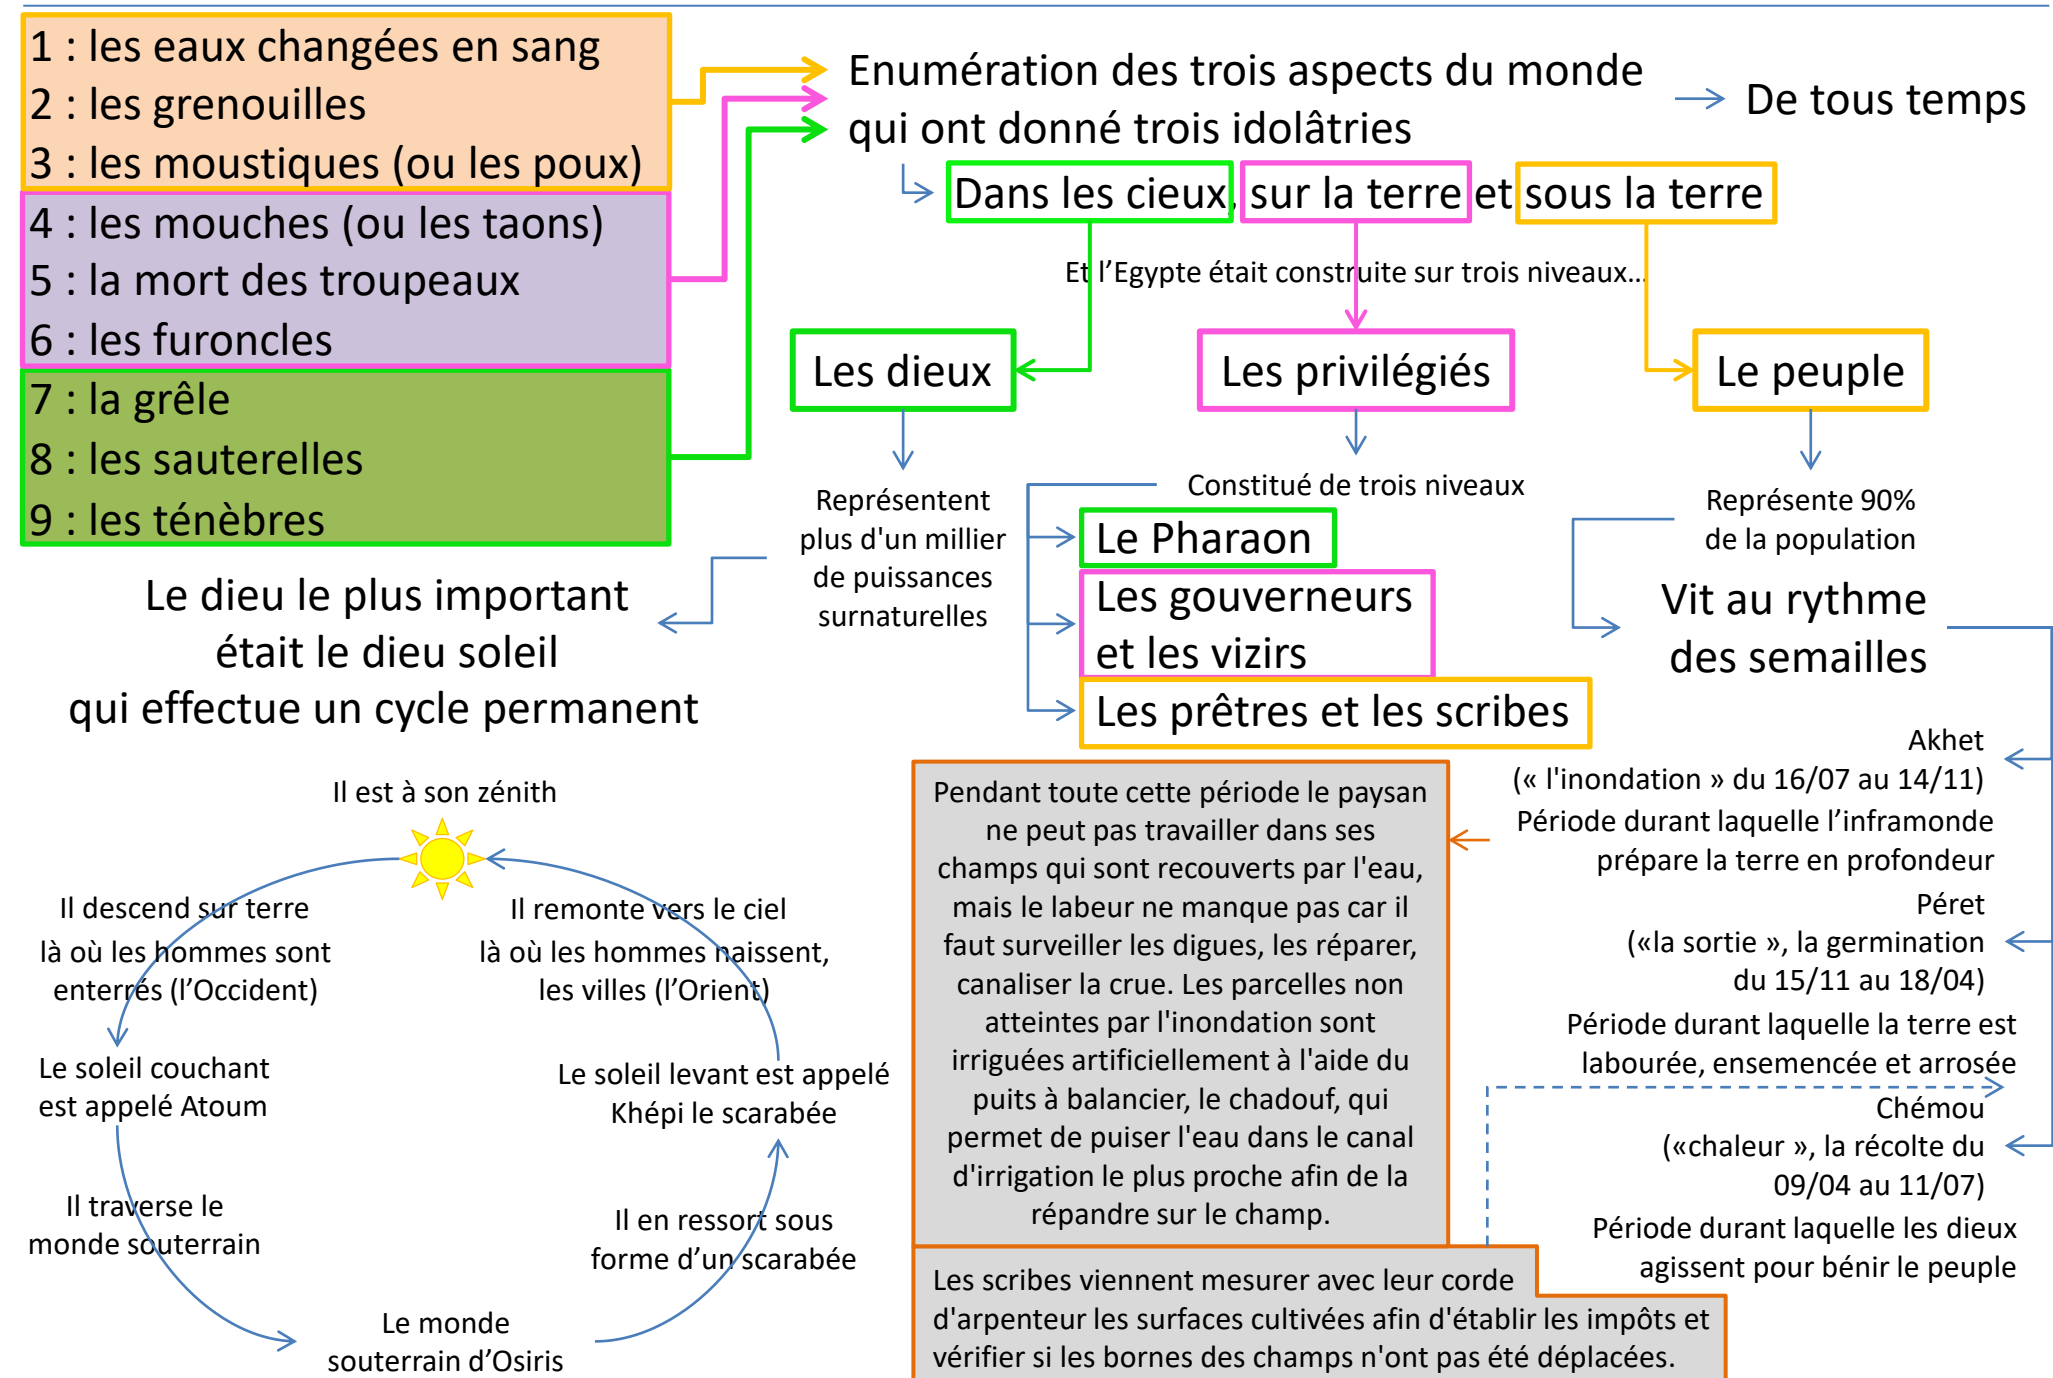 1 : les eaux changées en sang
2 : les grenouilles
3 : les moustiques (ou les poux)
4 : les mouches (ou les taons)
5 : la mort des troupeaux
6 : les furoncles
7 : la grêle
8 : les sauterelles
9 : les ténèbres
Enumération des trois aspects du monde
qui ont donné trois idolâtries
De tous temps
Dans les cieux, sur la terre et sous la terre
Et l’Egypte était construite sur trois niveaux…
Les dieux
Les privilégiés
Le peuple
Représentent
plus d'un millier
de puissances
surnaturelles
Constitué de trois niveaux
Le Pharaon
Les gouverneurs
et les vizirs
Les prêtres et les scribes
Représente 90%
de la population
Vit au rythme
des semailles
Le dieu le plus important
était le dieu soleil
qui effectue un cycle permanent
Il est à son zénith
Il descend sur terre
là où les hommes sont
enterrés (l’Occident)
Le soleil couchant
est appelé Atoum
Il traverse le
monde souterrain
Le monde
souterrain d’Osiris
Il en ressort sous
forme d’un scarabée
Le soleil levant est appelé
Khépi le scarabée
Il remonte vers le ciel
là où les hommes naissent,
les villes (l’Orient)
Pendant toute cette période le paysan
ne peut pas travailler dans ses
champs qui sont recouverts par l'eau,
mais le labeur ne manque pas car il
faut surveiller les digues, les réparer,
canaliser la crue. Les parcelles non
atteintes par l'inondation sont
irriguées artificiellement à l'aide du
puits à balancier, le chadouf, qui
permet de puiser l'eau dans le canal
d'irrigation le plus proche afin de la
répandre sur le champ.
Les scribes viennent mesurer avec leur corde
d'arpenteur les surfaces cultivées afin d'établir les impôts et
vérifier si les bornes des champs n'ont pas été déplacées.
Akhet
(« l'inondation » du 16/07 au 14/11)
Période durant laquelle l’inframonde
prépare la terre en profondeur
Péret
(«la sortie », la germination
du 15/11 au 18/04)
Période durant laquelle la terre est
labourée, ensemencée et arrosée
Chémou
(«chaleur », la récolte du
09/04 au 11/07)
Période durant laquelle les dieux
agissent pour bénir le peuple